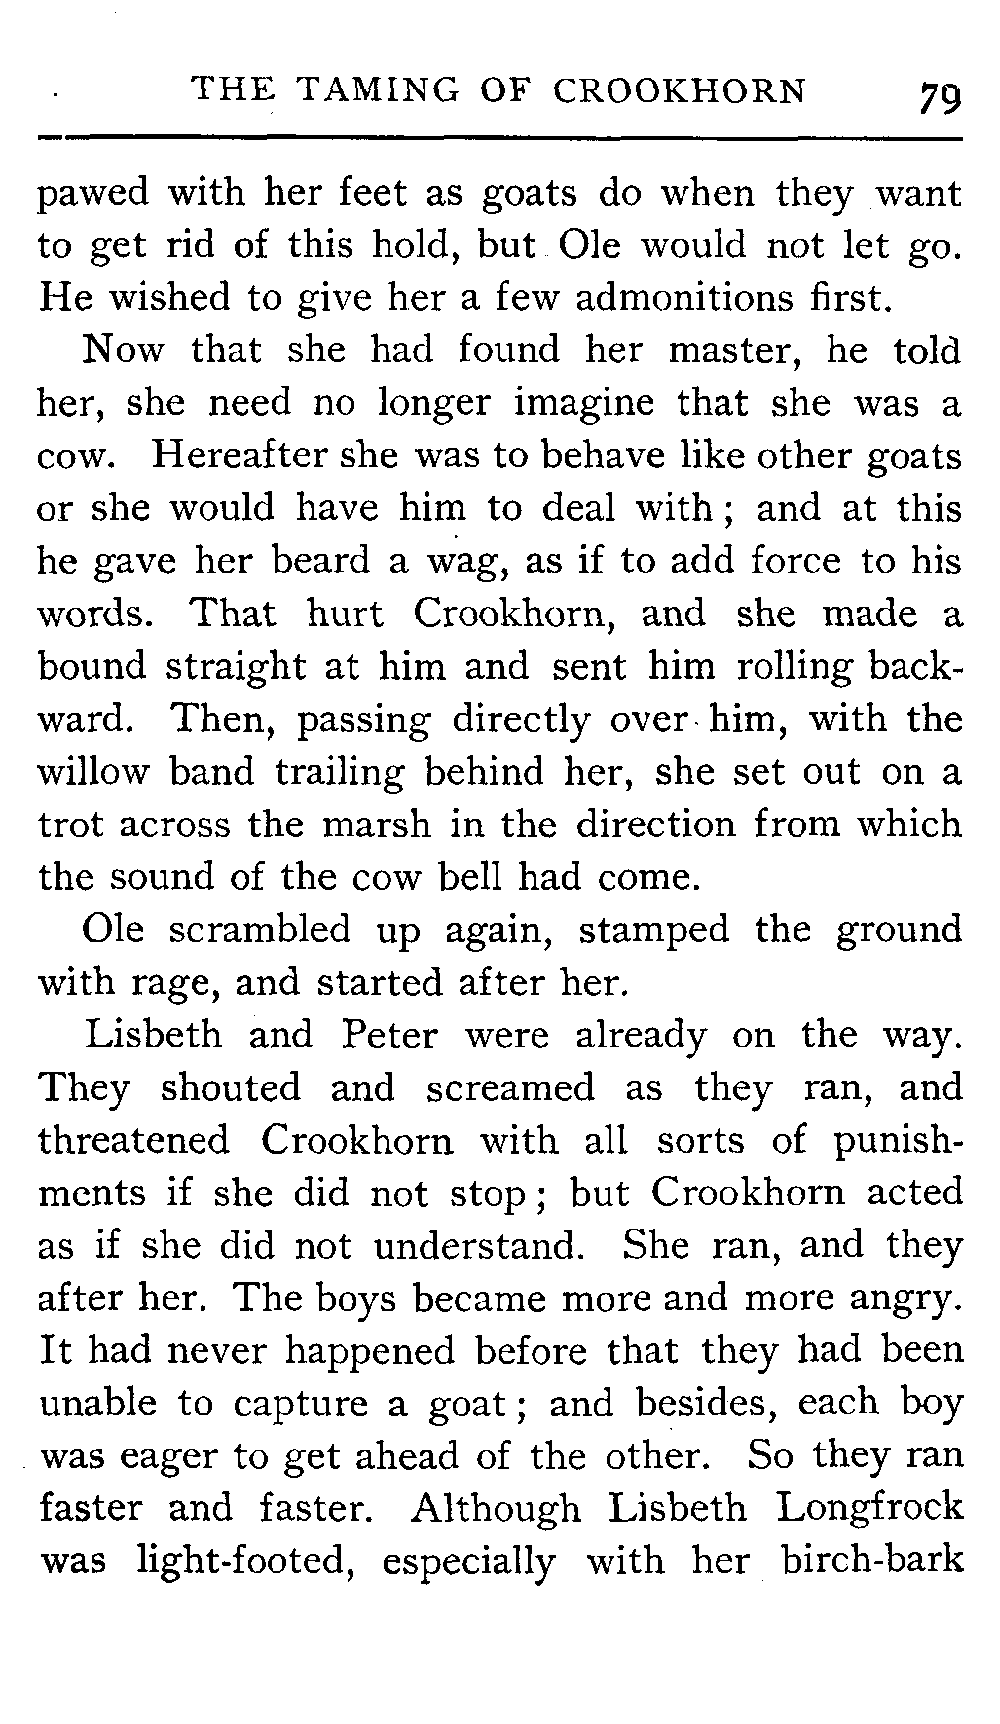 THE TAMING OF CROOKHORN 79
pawed with her feet as goats do when they want
to get rid of this hold, but Ole would not let go.
He wished to give her a few admonitions first.
Now that she had found her master, he told
her, she need no longer imagine that she was a
cow. Hereafter she was to behave like other goats
or she would have him to deal with ; and at this
he gave her beard a wag, as if to add force to his
words. That hurt Crookhorn, and she made a
bound straight at him and sent him rolling back-
ward. Then, passing directly over him, with the
willow band trailing behind her, she set out on a
trot across the marsh in the direction from which
the sound of the cow bell had come.
Ole scrambled up again, stamped the ground
with rage, and started after her.
Lisbeth and Peter were already on the way.
They shouted and screamed as they ran, and
threatened Crookhorn with all sorts of punish-
ments if she did not stop ; but Crookhorn acted
as if she did not understand. She ran, and they
after her. The boys became more and more angry.
It had never happened before that they had been
unable to capture a goat ; and besides, each boy
was eager to get ahead of the other. So they ran
faster and faster. Although Lisbeth Longfrock
was light-footed, especially with her birch-bark